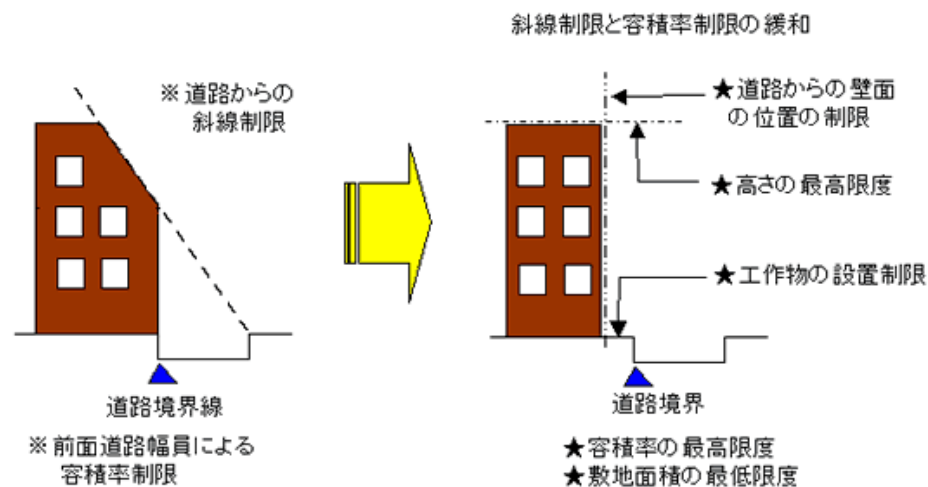 斜線制限と容積率制限の緩和
※道路からの
斜線制限
道路境界線
※前面道路幅員による
容積率制限
★道路からの壁面
の位置の制限
★高さの最高限度
★工作物の設置制限
道路境界
★容積率の最高限度
★敷地面積の最低限度